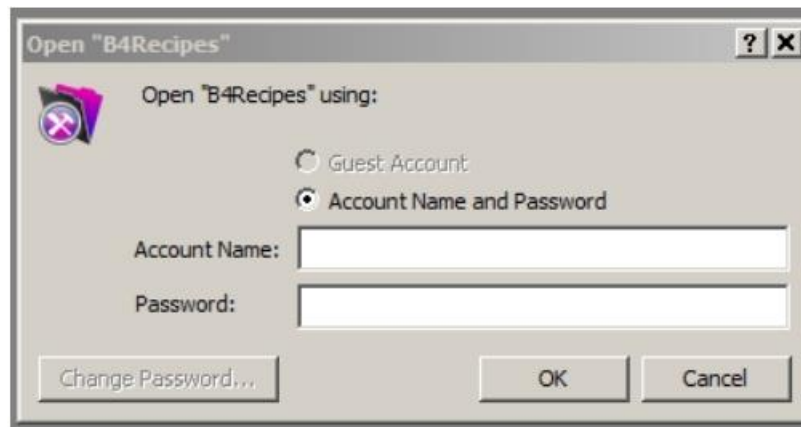 Open "B4Recipes"
Open "B4Recipes" using:
Guest Account
Account Name and Password
Account Name:
Password:
Change Password...
OK
Cancel